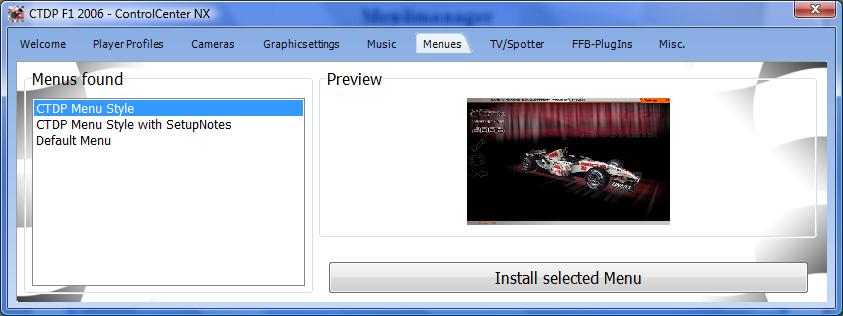 CTDP F1 2006 - ControlCenter NX
Welcome Player Profiles Cameras Graphicsettings Music Menues TV/Spotter FFB-PlugIns Misc.
Menus found
Preview
CTDP Menu Style
CTDP Menu Style with SetupNotes
Default Menu
2006
Install selected Menu